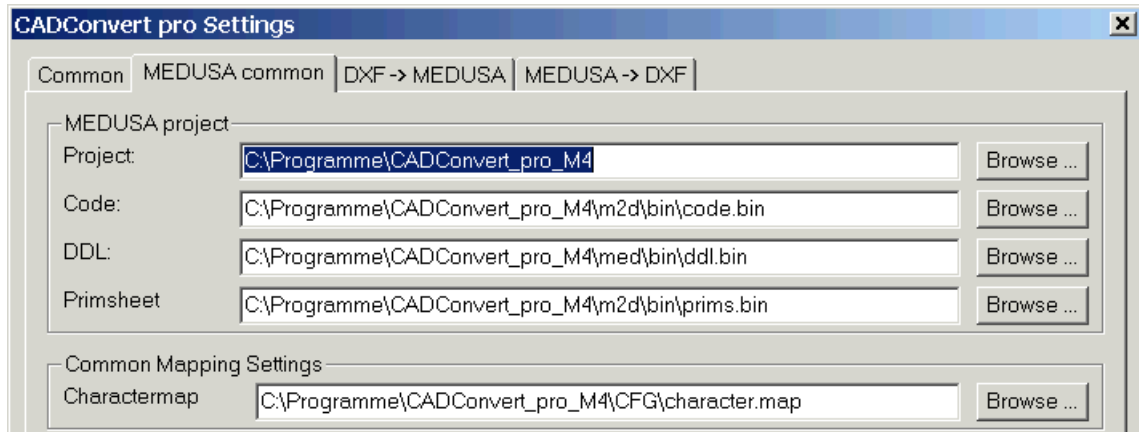 CADConvert pro Settings
Common MEDUSA common DXF -> MEDUSA MEDUSA -> DXF
MEDUSA project
Project: C:\Programme\CADConvert_pro_M4 Browse ...
Code: C:\Programme\CADConvert_pro_M4\m2d\bin\code.bin Browse ...
DDL: C:\Programme\CADConvert_pro_M4\med\bin\ddl.bin Browse ...
Primsheet C:\Programme\CADConvert_pro_M4\m2d\bin\prims.bin Browse ...
Common Mapping Settings
Charactermap C:\Programme\CADConvert_pro_M4\CFG\character.map Browse ...